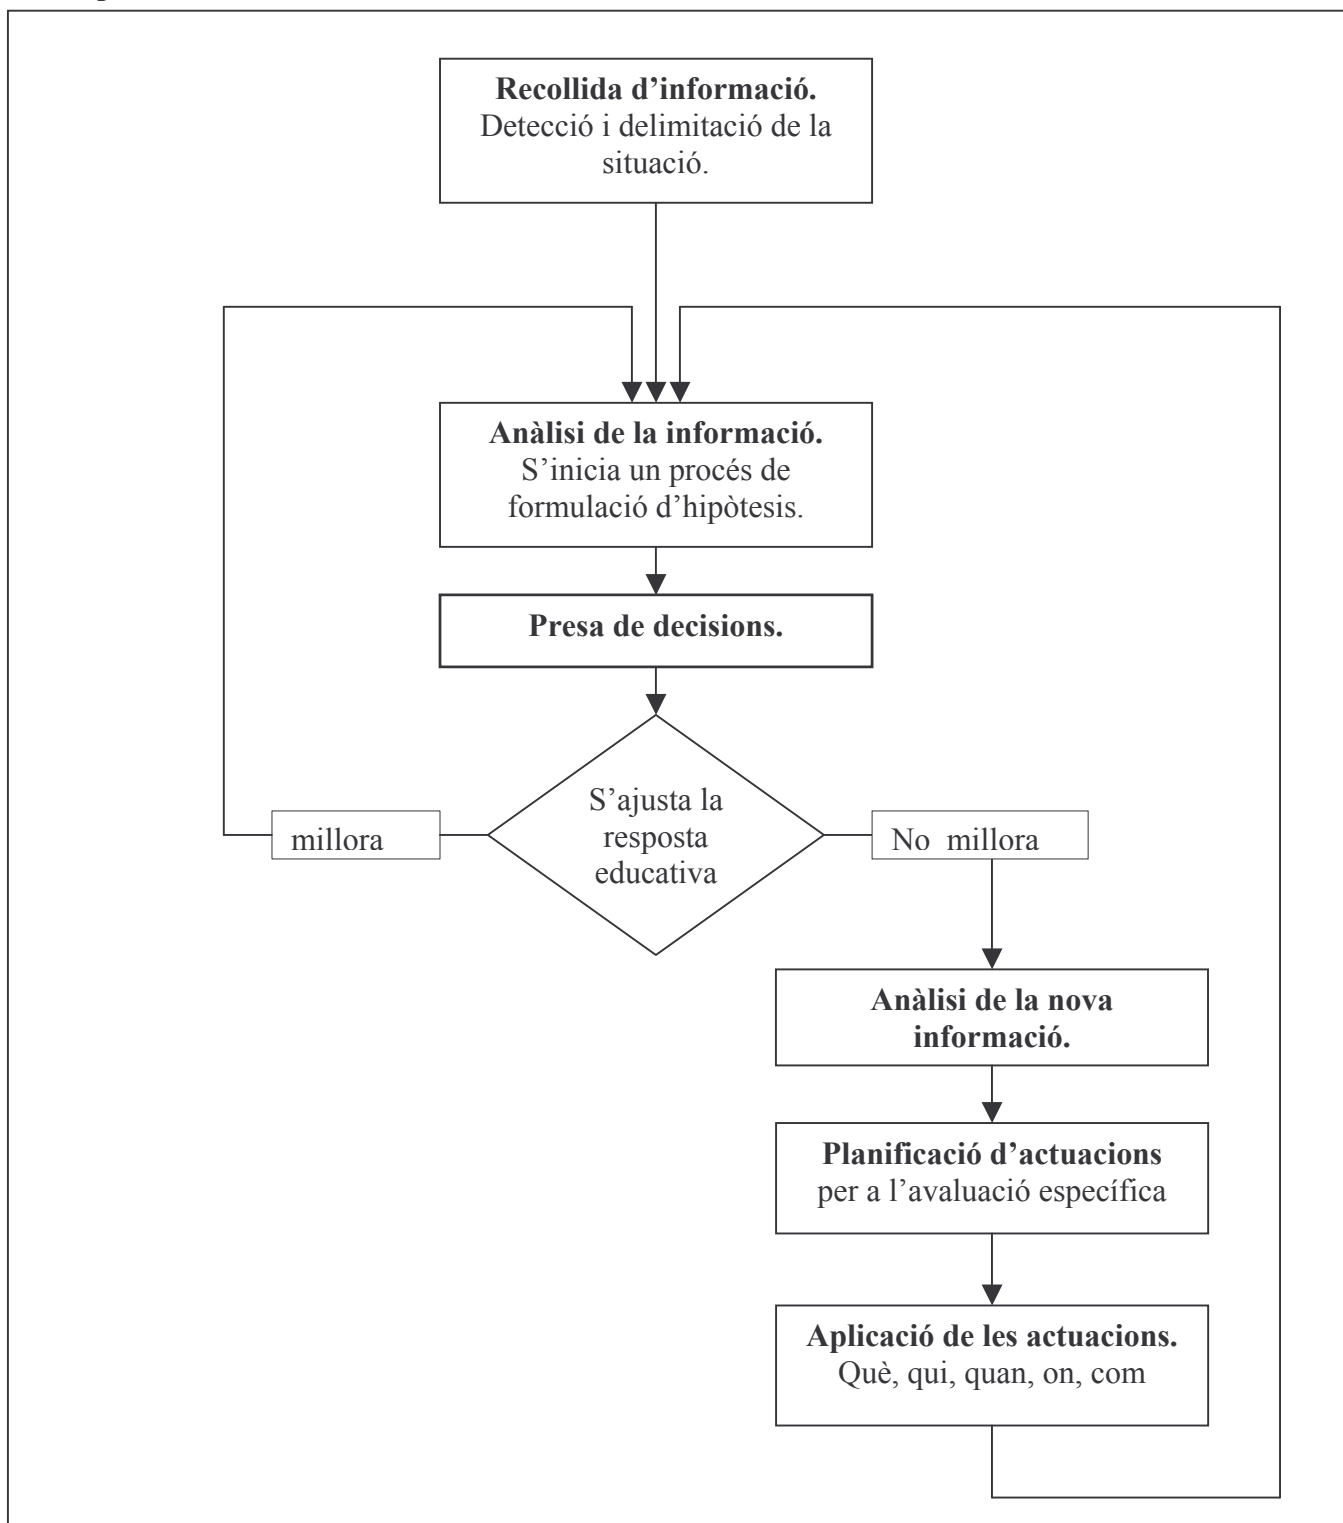 Recollida d’informació.
Detecció i delimitació de la
situació.
Anàlisi de la informació.
S’inicia un procés de
formulació d’hipòtesis.
Presa de decisions.
S’ajusta la
resposta
educativa
millora
No  millora
Anàlisi de la nova
informació.
Planificació d’actuacions
per a l’avaluació específica
Aplicació de les actuacions.
Què, qui, quan, on, com